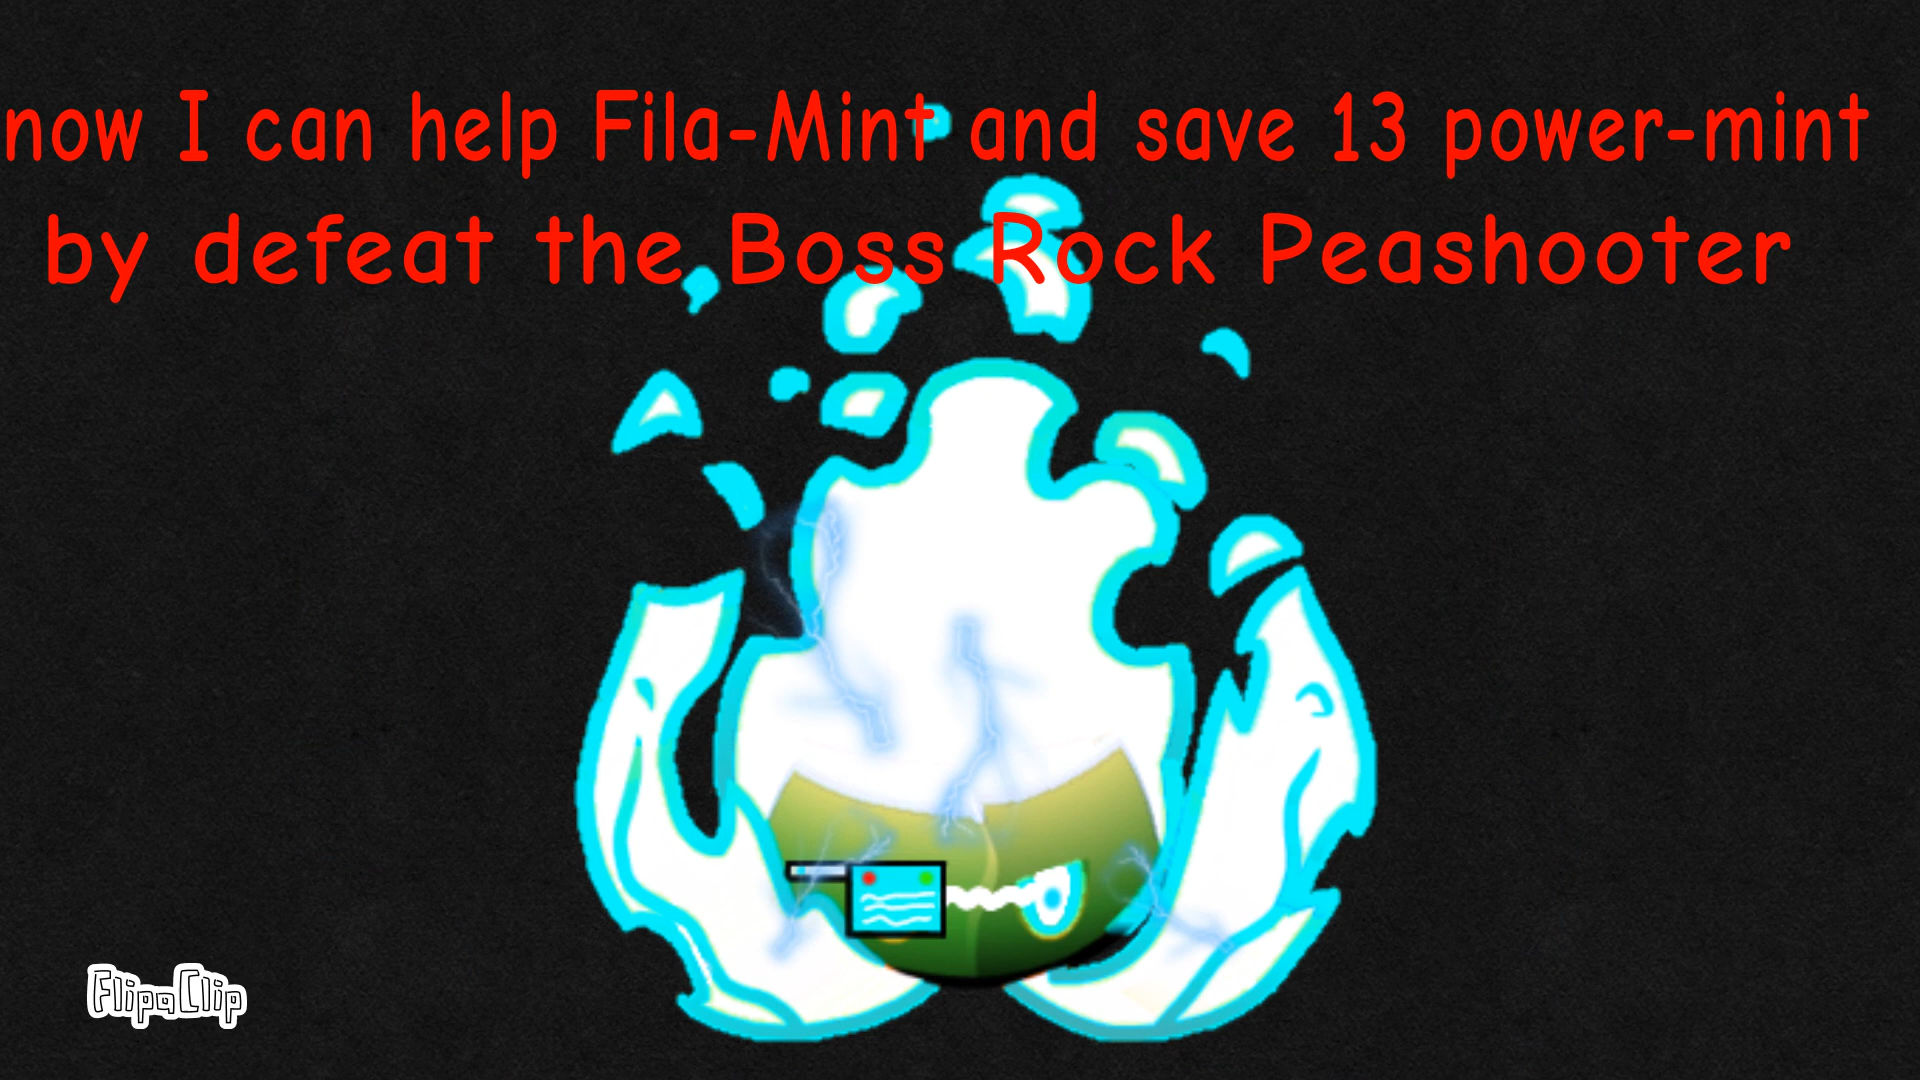 now I can help Fila-Mint and save 13 power-mint
by defeat the Boss Rock Peashooter
FlipaClip